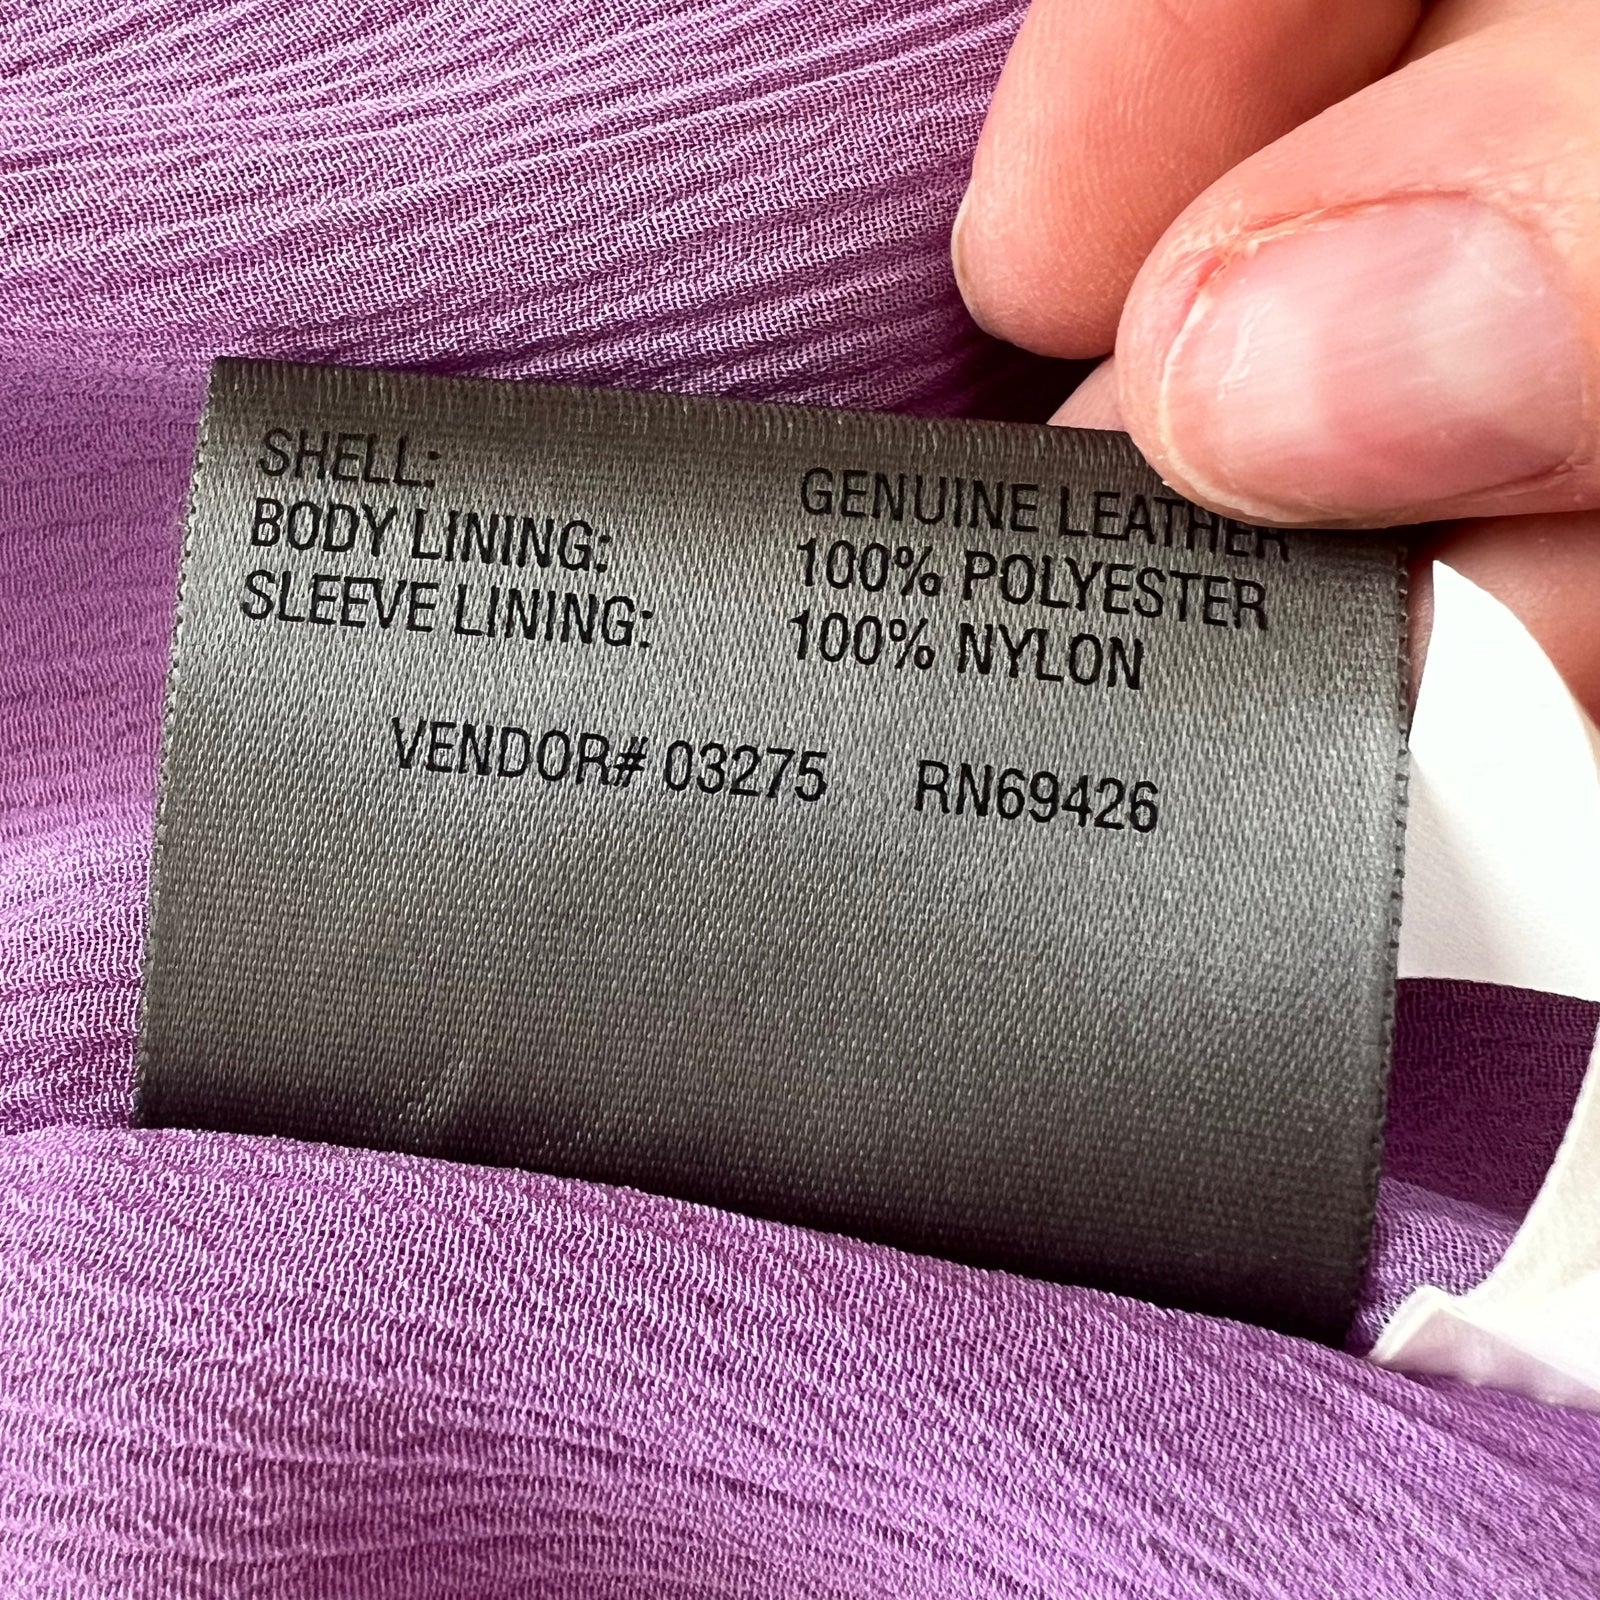 SHELL: GENUINE LEATHER
BODY LINING: 100% POLYESTER
SLEEVE LINING: 100% NYLON
VENDOR# 03275 RN69426